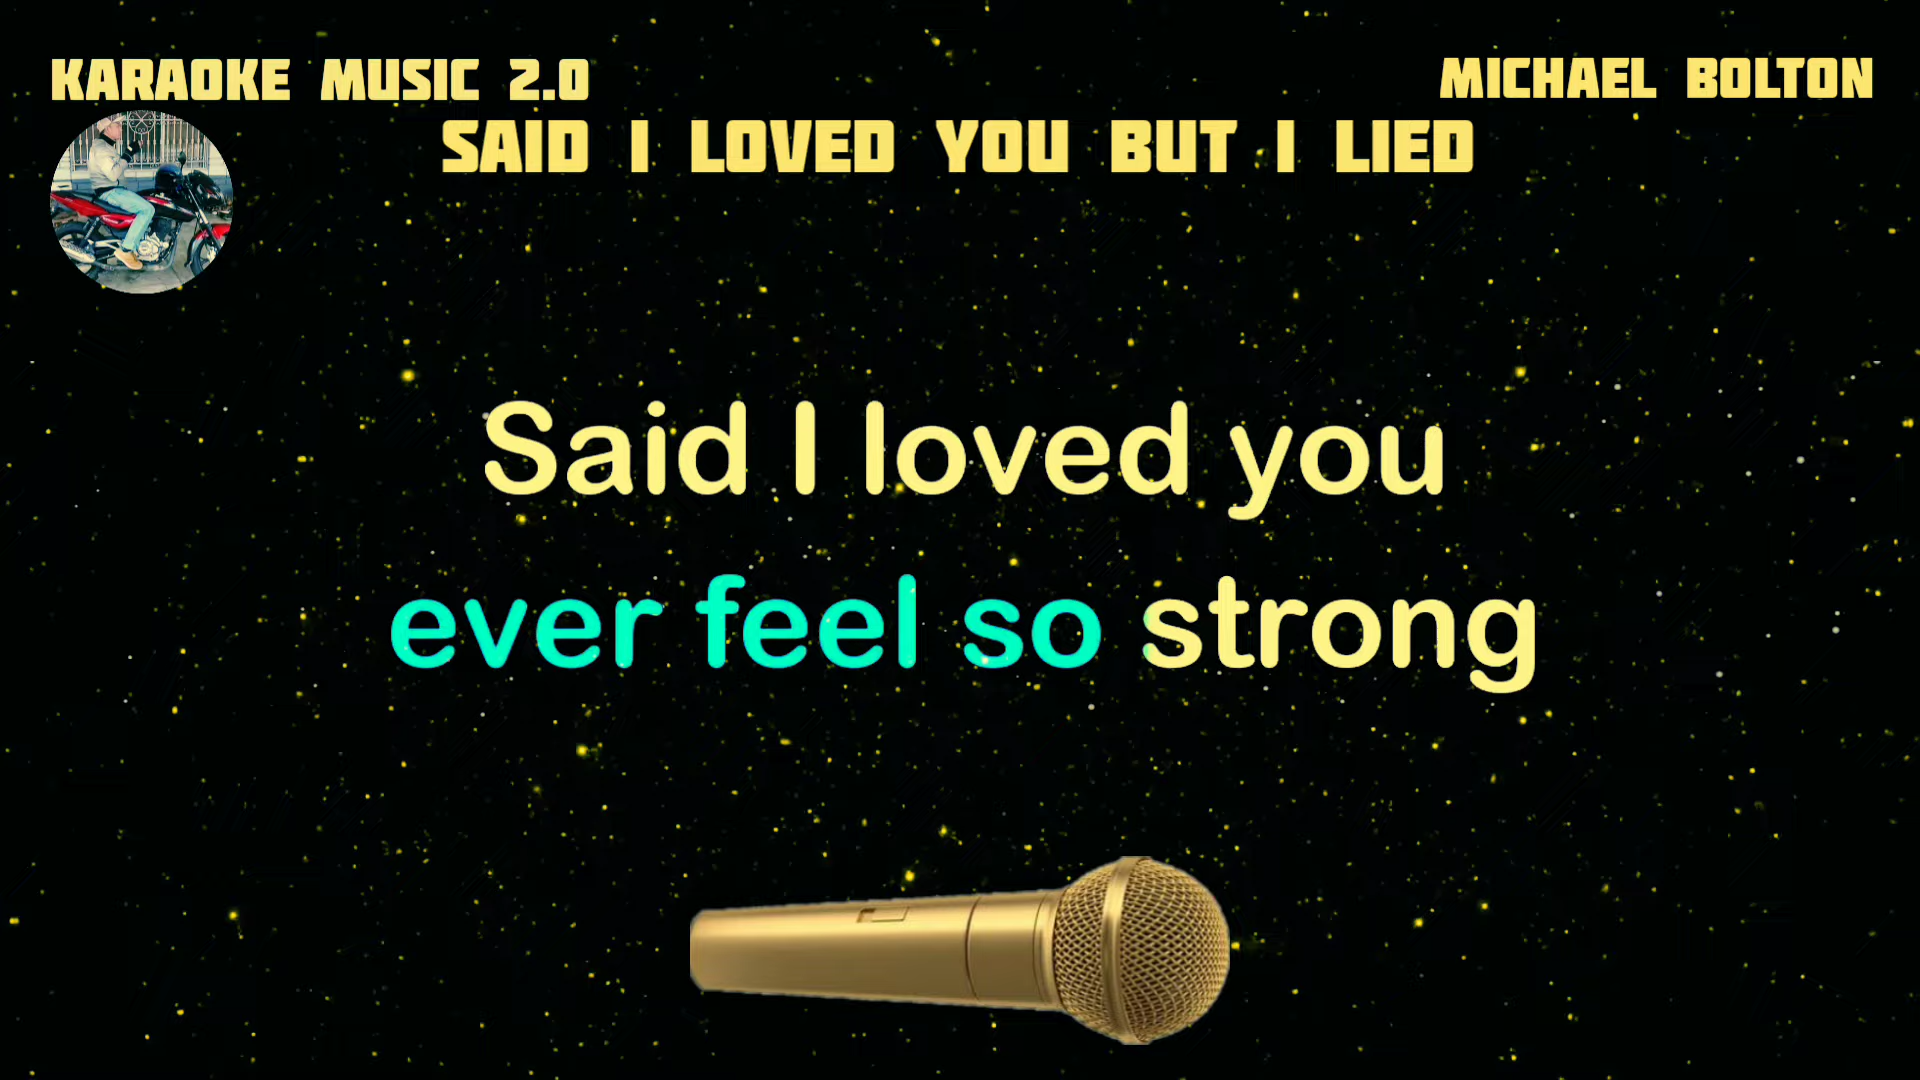 KARAOKE MUSIC 2.0
MICHAEL BOLTON
SAID I LOVED YOU BUT I LIED
Said I loved you
ever feel so strong